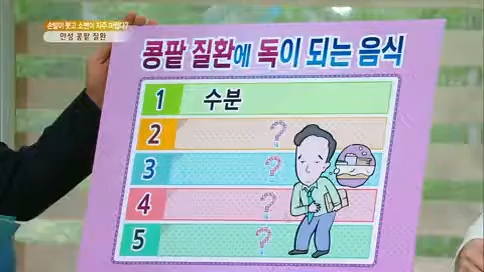 손발이 붓고 소변이 자주 마렵다?
만성 콩팥 질환
콩팥 질환에 독이 되는 음식
1 수분
2 ?
3 ?
4 ?
5 ?